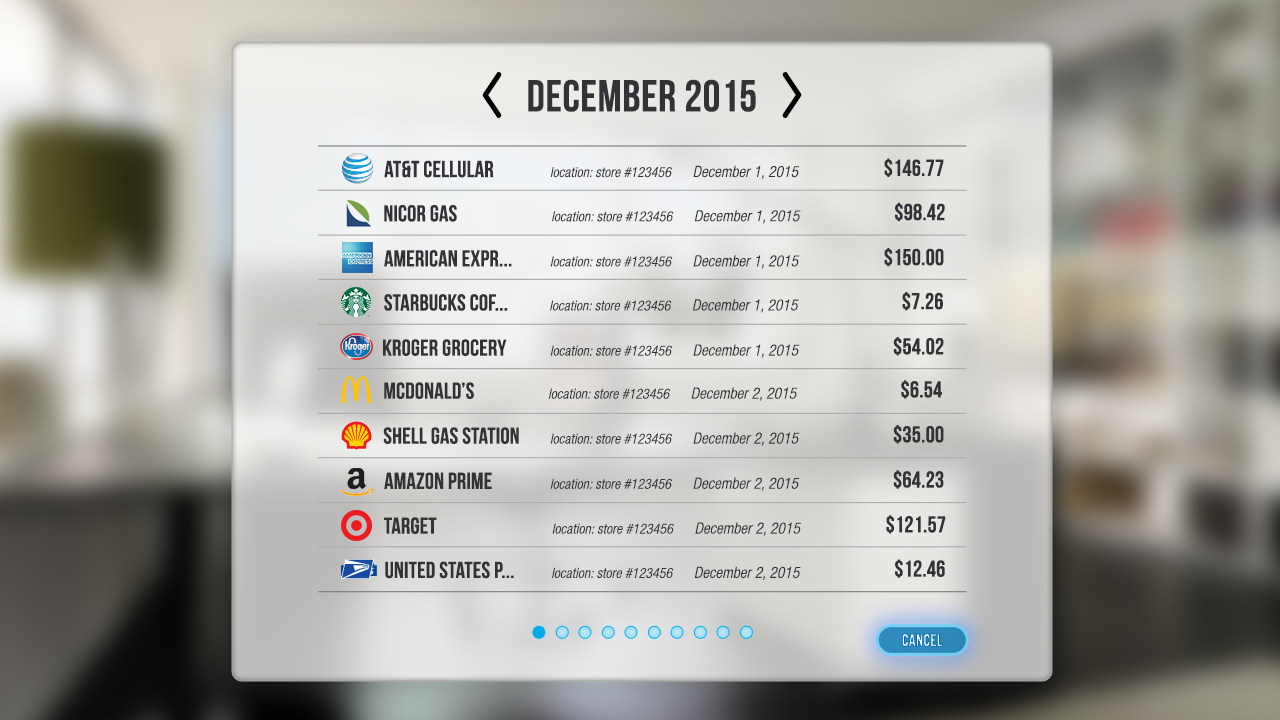 DECEMBER 2015
AT&T CELLULAR location: store #123456 December 1, 2015 $146.77
NICOR GAS location: store #123456 December 1, 2015 $98.42
AMERICAN EXPRESS
AMERICAN EXPR... location: store #123456 December 1, 2015 $150.00
STARBUCKS COF... location: store #123456 December 1, 2015 $7.26
Kroger KROGER GROCERY location: store #123456 December 1, 2015 $54.02
MCDONALD'S location: store #123456 December 2, 2015 $6.54
SHELL GAS STATION location: store #123456 December 2, 2015 $35.00
a AMAZON PRIME location: store #123456 December 2, 2015 $64.23
TARGET location: store #123456 December 2, 2015 $121.57
UNITED STATES P... location: store #123456 December 2, 2015 $12.46
CANCEL